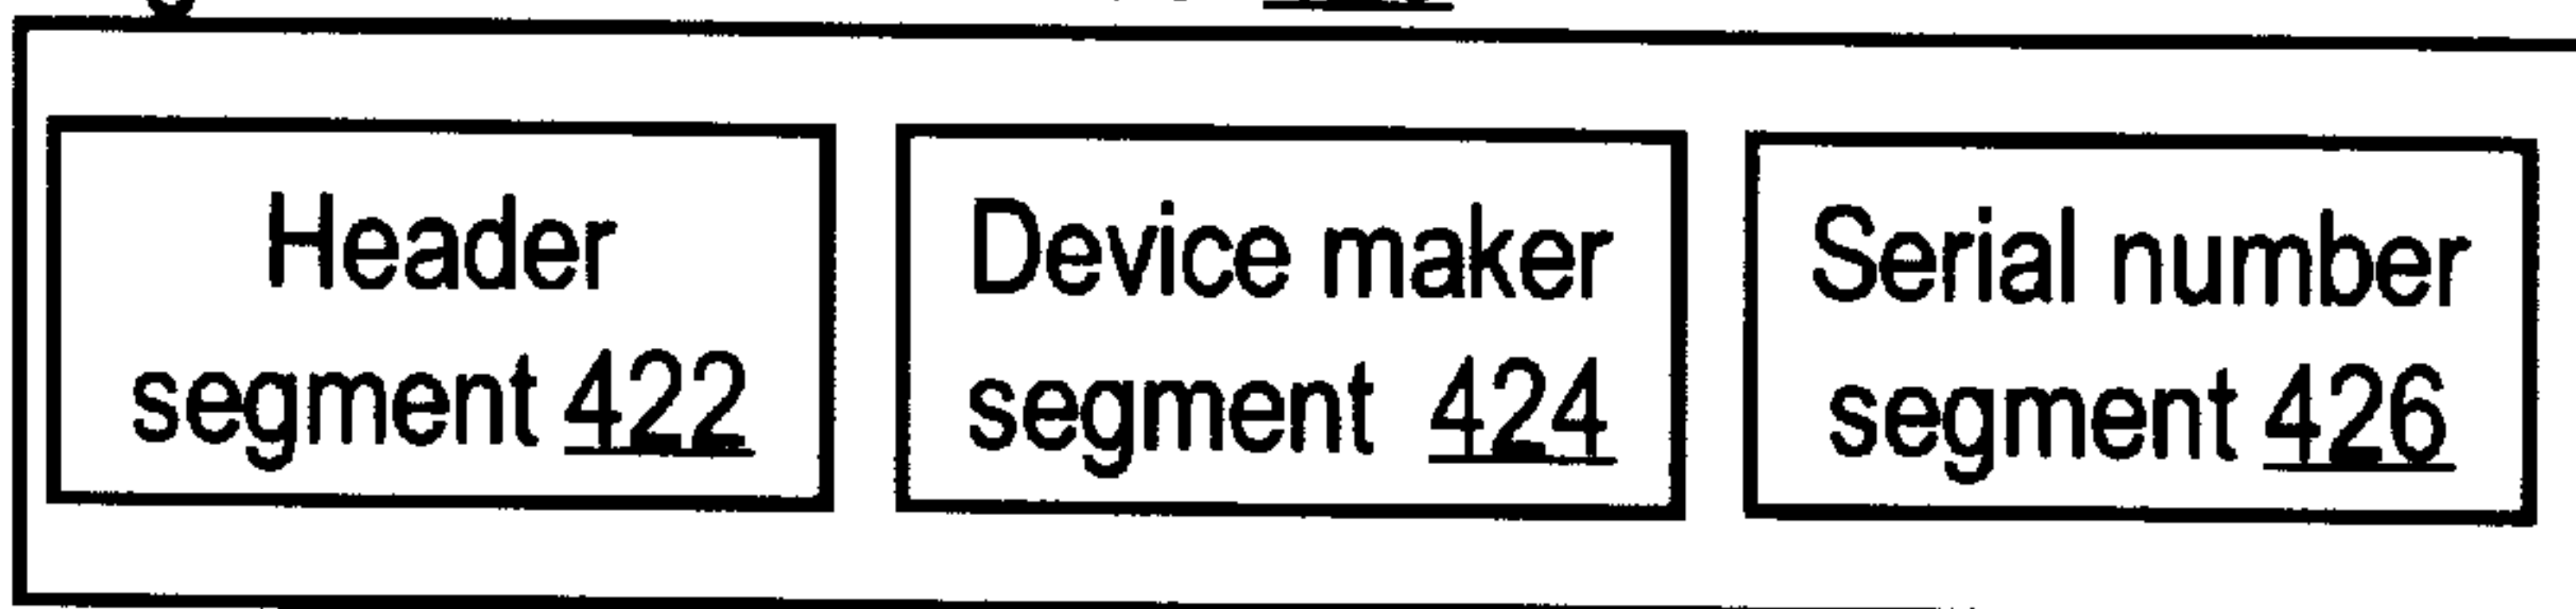 Header
segment 422
Device maker
segment 424
Serial number
segment 426